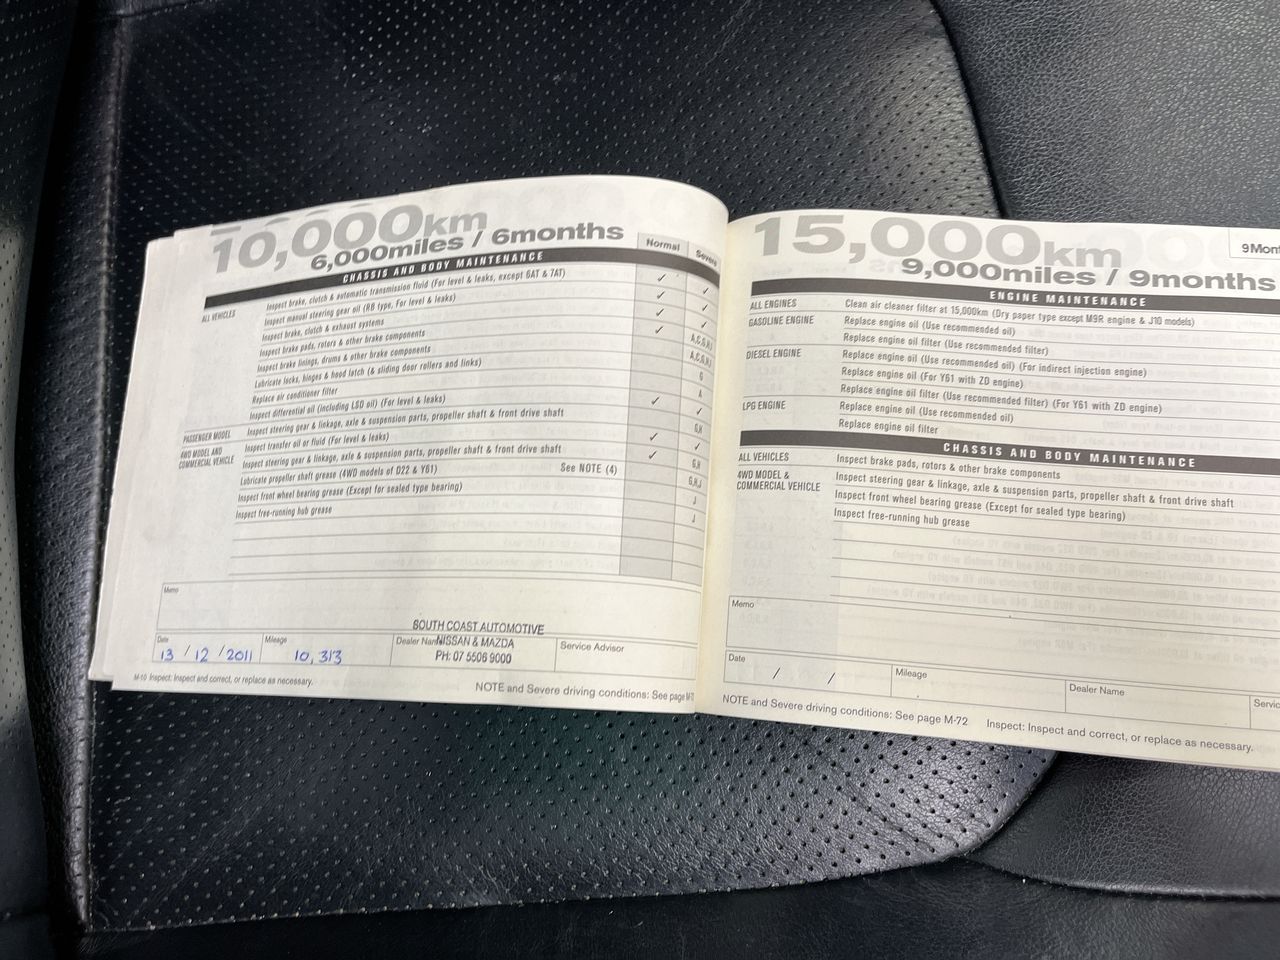 10,000km
6,000miles / 6months
Normal Severe
CHASSIS AND BODY MAINTENANCE
ALL VEHICLES
Inspect brake, clutch & automatic transmission fluid (For level & leaks, except 6AT & 7AT) ✓ ✓
Inspect manual steering gear oil (RB type, For level & leaks) ✓ ✓
Inspect brake, clutch & exhaust systems ✓ ✓
Inspect brake pads, rotors & other brake components ✓
Inspect brake linings, drums & other brake components
Lubricate locks, hinges & hood latch (& sliding door rollers and links) G
Replace air conditioner filter A
Inspect differential oil (including LSD oil) (For level & leaks) ✓ ✓
PASSENGER MODEL Inspect steering gear & linkage, axle & suspension parts, propeller shaft & front drive shaft G,H
4WD MODEL AND COMMERCIAL VEHICLE
Inspect transfer oil or fluid (For level & leaks) ✓ ✓
Inspect steering gear & linkage, axle & suspension parts, propeller shaft & front drive shaft ✓ G,H
Lubricate propeller shaft grease (4WD models of D22 & Y61) See NOTE (4) G,H,J
Inspect front wheel bearing grease (Except for sealed type bearing) J
Inspect free-running hub grease J
Memo
SOUTH COAST AUTOMOTIVE
NISSAN & MAZDA
PH: 07 5506 9000
Date 13 / 12 / 2011
Mileage 10,313
Dealer Name
Service Advisor
M-10 Inspect: Inspect and correct, or replace as necessary.
NOTE and Severe driving conditions: See page M-72
15,000km
9,000miles / 9months
ENGINE MAINTENANCE
ALL ENGINES Clean air cleaner filter at 15,000km (Dry paper type except M9R engine & J10 models)
GASOLINE ENGINE Replace engine oil (Use recommended oil)
Replace engine oil filter (Use recommended filter)
DIESEL ENGINE Replace engine oil (Use recommended oil) (For indirect injection engine)
Replace engine oil (For Y61 with ZD engine)
Replace engine oil filter (Use recommended filter) (For Y61 with ZD engine)
LPG ENGINE Replace engine oil (Use recommended oil)
Replace engine oil filter
CHASSIS AND BODY MAINTENANCE
ALL VEHICLES Inspect brake pads, rotors & other brake components
4WD MODEL & COMMERCIAL VEHICLE
Inspect steering gear & linkage, axle & suspension parts, propeller shaft & front drive shaft
Inspect front wheel bearing grease (Except for sealed type bearing)
Inspect free-running hub grease
Memo
Date / /
Mileage
Dealer Name
NOTE and Severe driving conditions: See page M-72 Inspect: Inspect and correct, or replace as necessary.